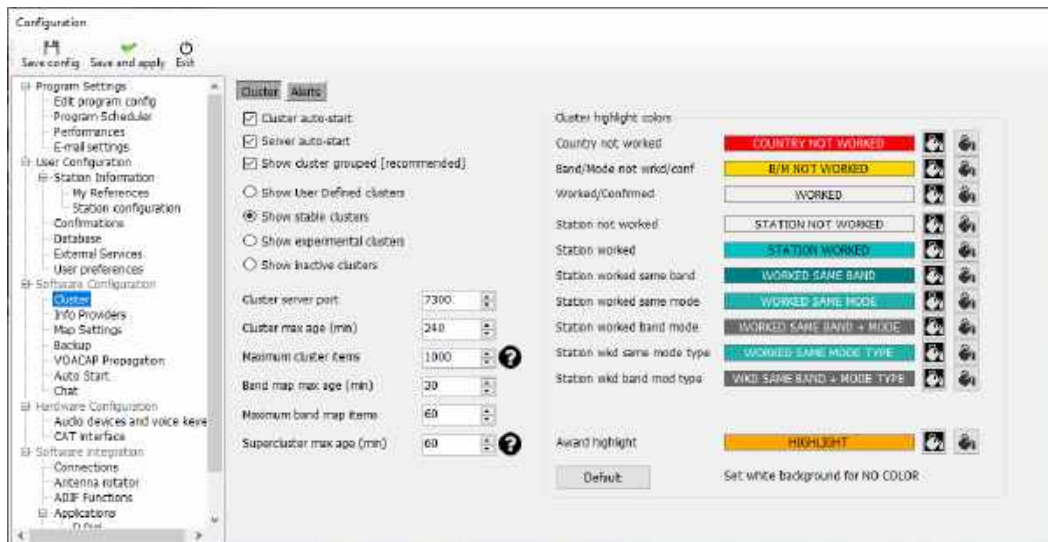 Configuration
Save config Save and apply Exit
Program Settings
Edit program config
Program Scheduler
Performances
E-mail settings
User Configuration
Station Information
My References
Station configuration
Confirmations
Database
External Services
User preferences
Software Configuration
Cluster
Info Providers
Map Settings
Backup
VOACAP Propagation
Auto Start
Chat
Hardware Configuration
Audio devices and voice keye
CAT interface
Software integration
Connections
Antenna rotator
ADIF Functions
Applications
Cluster Alerts
Cluster auto-start
Server auto-start
Show cluster grouped [recommended]
Show User Defined clusters
Show stable clusters
Show experimental clusters
Show inactive clusters
Cluster server port 7300
Cluster max age (min) 240
Maximum cluster items 1000 ?
Band map max age (min) 30
Maximum band map items 60
Supercluster max age (min) 60 ?
Cluster highlight colors
Country not worked COUNTRY NOT WORKED
Band/Mode not wrkd/conf B/M NOT WORKED
Worked/Confirmed WORKED
Station not worked STATION NOT WORKED
Station worked STATION WORKED
Station worked same band WORKED SAME BAND
Station worked same mode WORKED SAME MODE
Station worked band mode WORKED SAME BAND + MODE
Station wkd same mode type WORKED SAME MODE TYPE
Station wkd band mod type WKD SAME BAND + MODE TYPE
Award highlight HIGHLIGHT
Default Set white background for NO COLOR